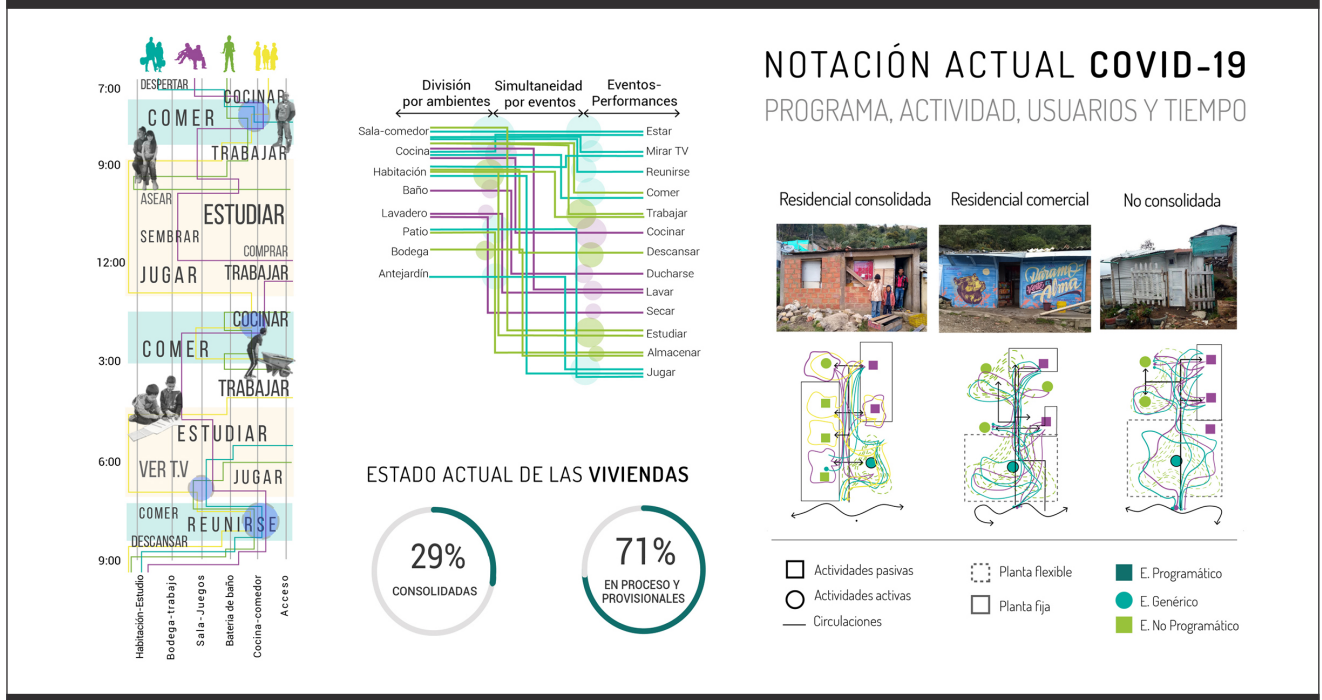 NOTACIÓN ACTUAL COVID-19
PROGRAMA, ACTIVIDAD, USUARIOS Y TIEMPO
7:00
9:00
12:00
3:00
6:00
9:00
DESPERTAR
COCINAR
COMER
TRABAJAR
ASEAR
ESTUDIAR
SEMBRAR
COMPRAR
JUGAR
TRABAJAR
COCINAR
COMER
TRABAJAR
ESTUDIAR
VER T.V
JUGAR
COMER
REUNIRSE
DESCANSAR
Habitación-Estudio
Bodega-trabajo
Sala-Juegos
Bateria de baño
Cocina-comedor
Acceso
División
por ambientes
Simultaneidad
por eventos
Eventos-
Performances
Sala-comedor
Cocina
Habitación
Baño
Lavadero
Patio
Bodega
Antejardín
Estar
Mirar TV
Reunirse
Comer
Trabajar
Cocinar
Descansar
Ducharse
Lavar
Secar
Estudiar
Almacenar
Jugar
ESTADO ACTUAL DE LAS VIVIENDAS
29%
CONSOLIDADAS
71%
EN PROCESO Y
PROVISIONALES
Residencial consolidada
Residencial comercial
No consolidada
Páramo
Alma
Actividades pasivas
Actividades activas
Circulaciones
Planta flexible
Planta fija
E. Programático
E. Genérico
E. No Programático